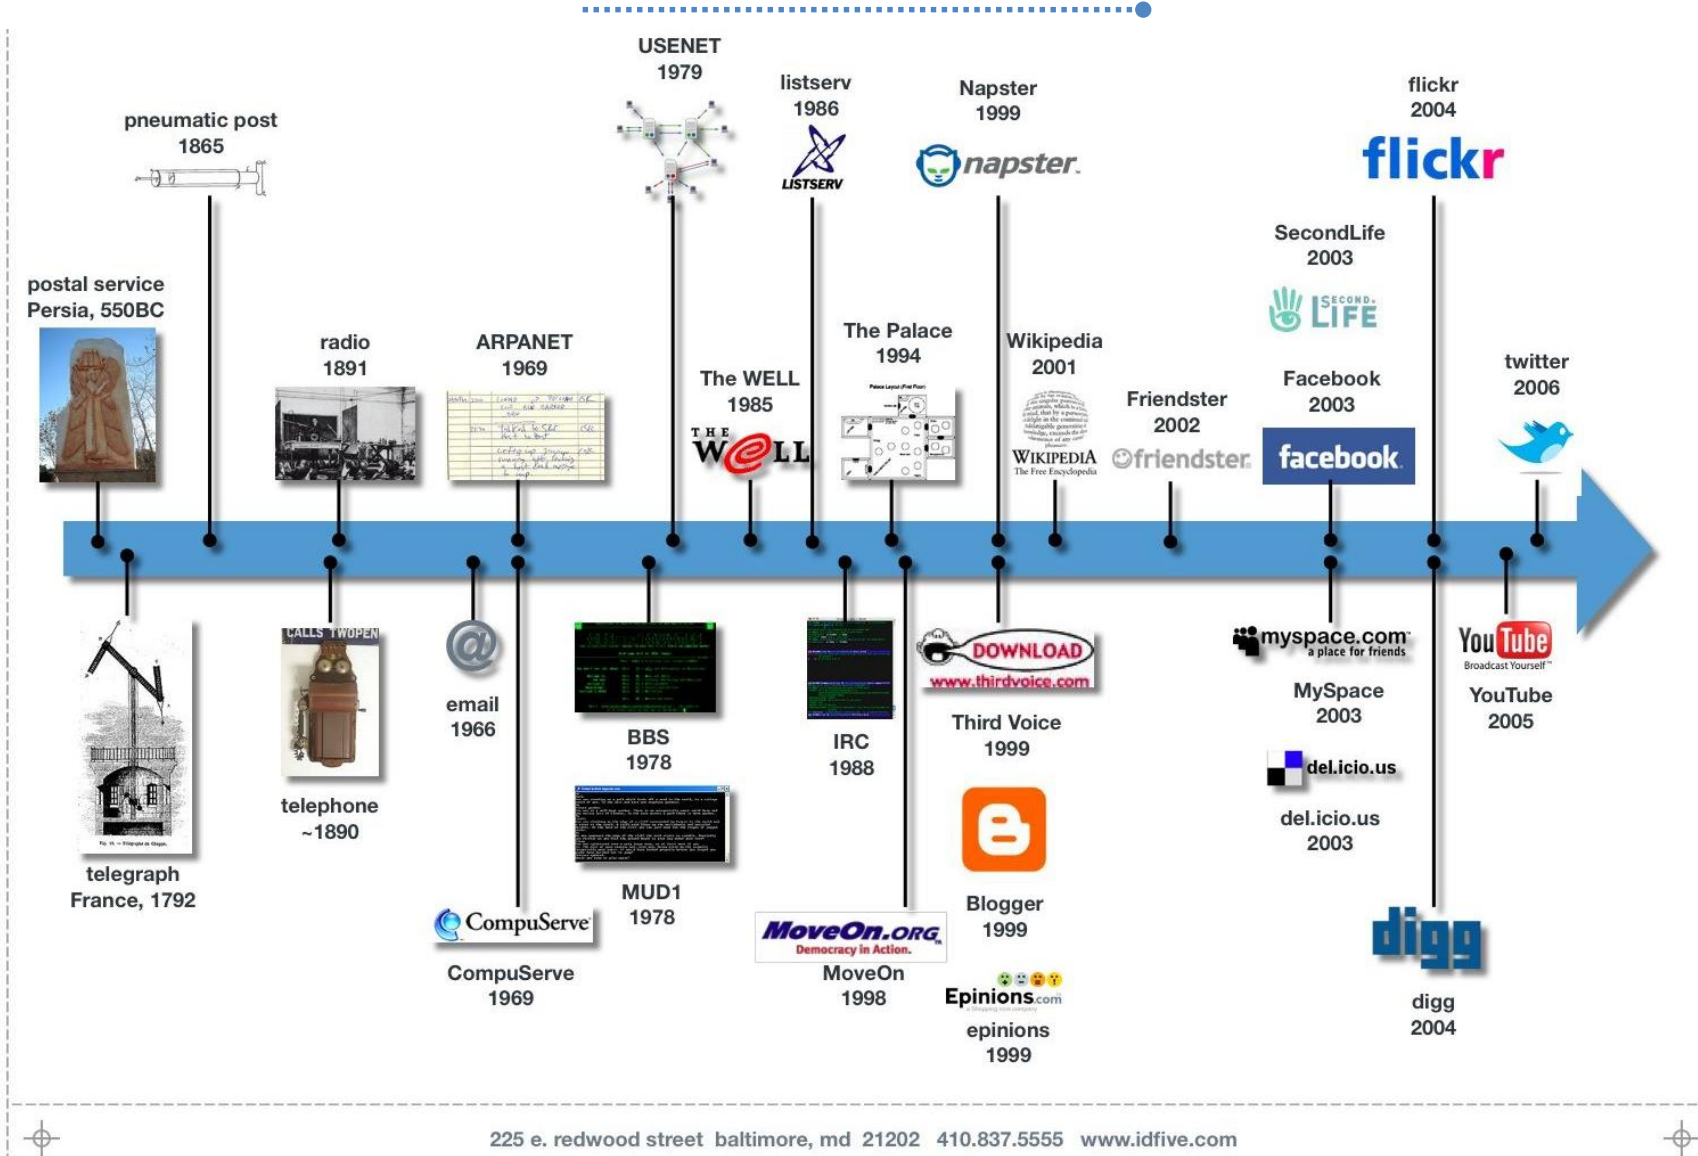 USENET
1979
listserv
1986
LISTSERV
Napster
1999
napster.
flickr
2004
flickr
pneumatic post
1865
SecondLife
2003
SECOND
LIFE
postal service
Persia, 550BC
radio
1891
ARPANET
1969
The WELL
1985
THE
WELL
The Palace
1994
Palace Layout (First Floor)
Wikipedia
2001
WIKIPEDIA
The Free Encyclopedia
Friendster
2002
friendster.
Facebook
2003
facebook.
twitter
2006
CALLS TWOPEN
telephone
~1890
telegraph
France, 1792
@
email
1966
CompuServe
CompuServe
1969
BBS
1978
MUD1
1978
IRC
1988
MoveOn.ORG
Democracy in Action.
MoveOn
1998
DOWNLOAD
www.thirdvoice.com
Third Voice
1999
Blogger
1999
Epinions.com
epinions
1999
myspace.com
a place for friends
MySpace
2003
del.icio.us
del.icio.us
2003
digg
digg
2004
YouTube
Broadcast Yourself™
YouTube
2005
225 e. redwood street baltimore, md 21202 410.837.5555 www.idfive.com